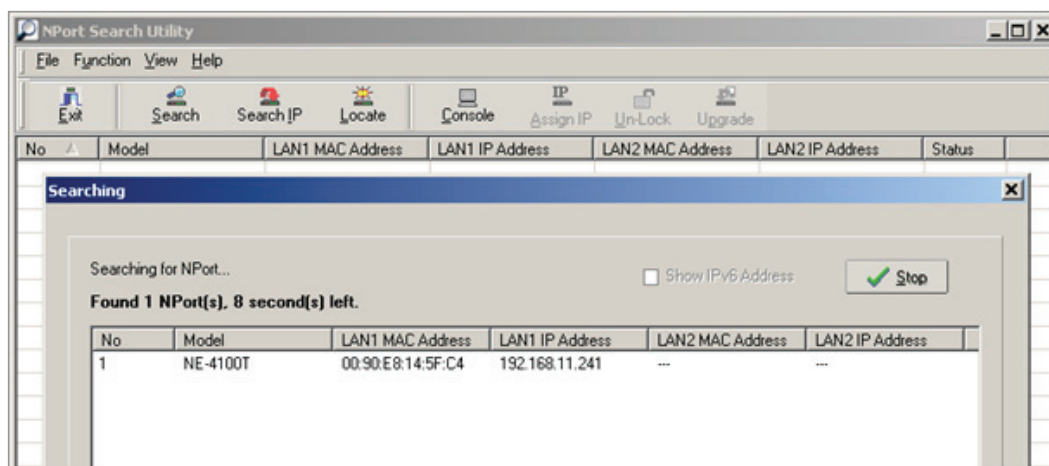 NPort Search Utility
File Function View Help
Exit Search Search IP Locate Console Assign IP Un-Lock Upgrade
No Model LAN1 MAC Address LAN1 IP Address LAN2 MAC Address LAN2 IP Address Status
Searching
Searching for NPort...
Show IPv6 Address
Stop
Found 1 NPort(s), 8 second(s) left.
No Model LAN1 MAC Address LAN1 IP Address LAN2 MAC Address LAN2 IP Address
1 NE-4100T 00:90:E8:14:5F:C4 192.168.11.241 --- ---